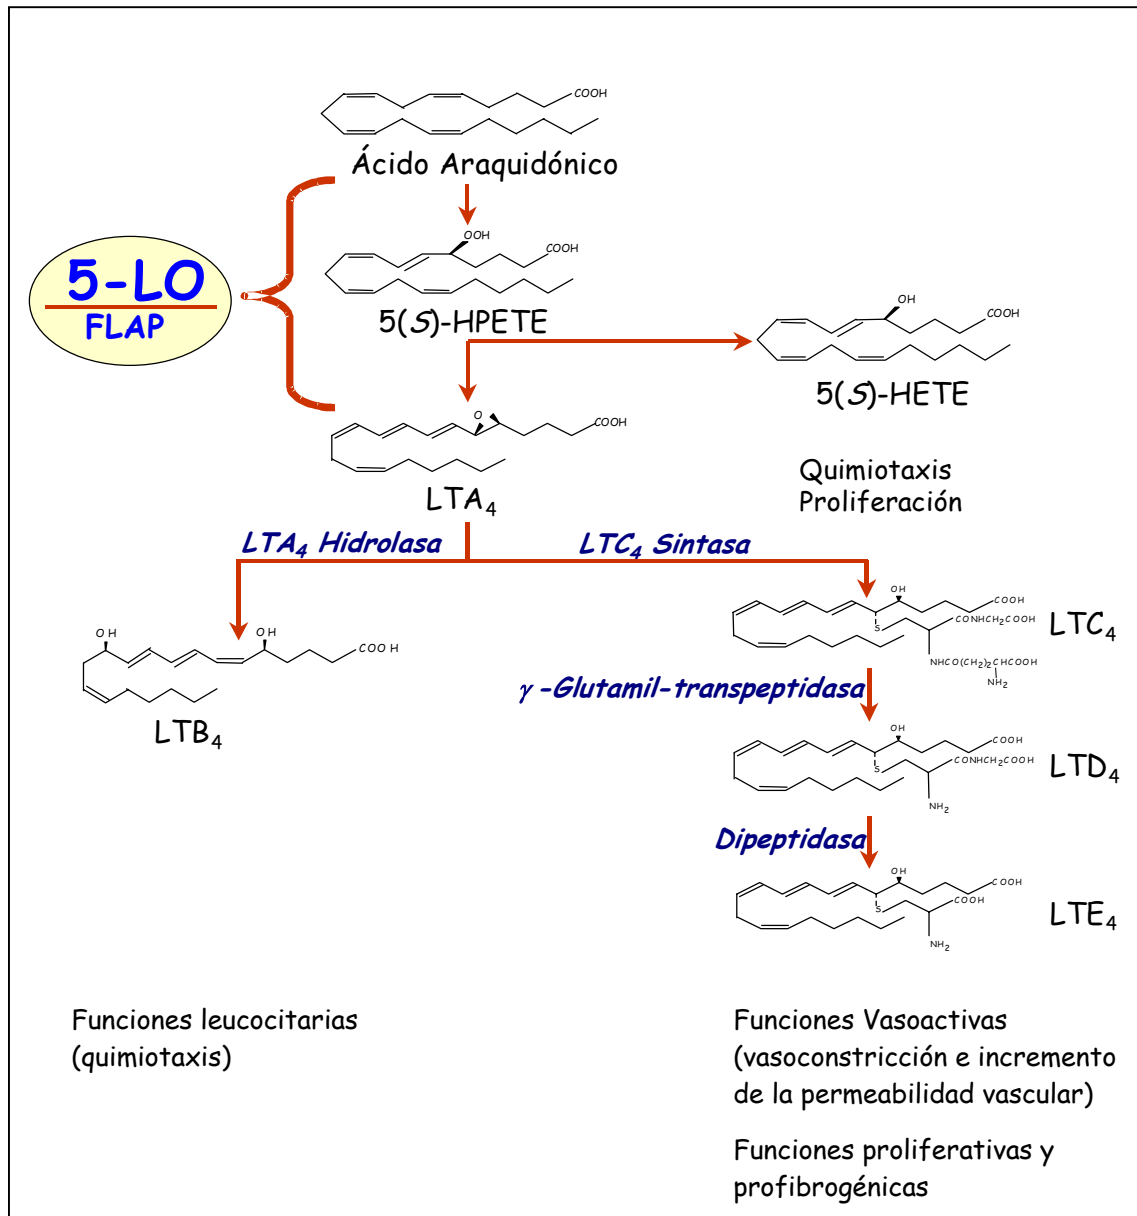 COOH
Ácido Araquidónico
OOH
COOH
5-LO
FLAP
5(S)-HPETE
OH
COOH
5(S)-HETE
O
COOH
LTA4
Quimiotaxis
Proliferación
LTA4 Hidrolasa
LTC4 Sintasa
OH
COOH
S
CONHCH2COOH
NHCO(CH2)2CHCOOH
NH2
LTC4
OH
OH
COOH
LTB4
γ-Glutamil-transpeptidasa
OH
COOH
S
CONHCH2COOH
NH2
LTD4
Dipeptidasa
OH
COOH
S
COOH
NH2
LTE4
Funciones leucocitarias
(quimiotaxis)
Funciones Vasoactivas
(vasoconstricción e incremento
de la permeabilidad vascular)
Funciones proliferativas y
profibrogénicas